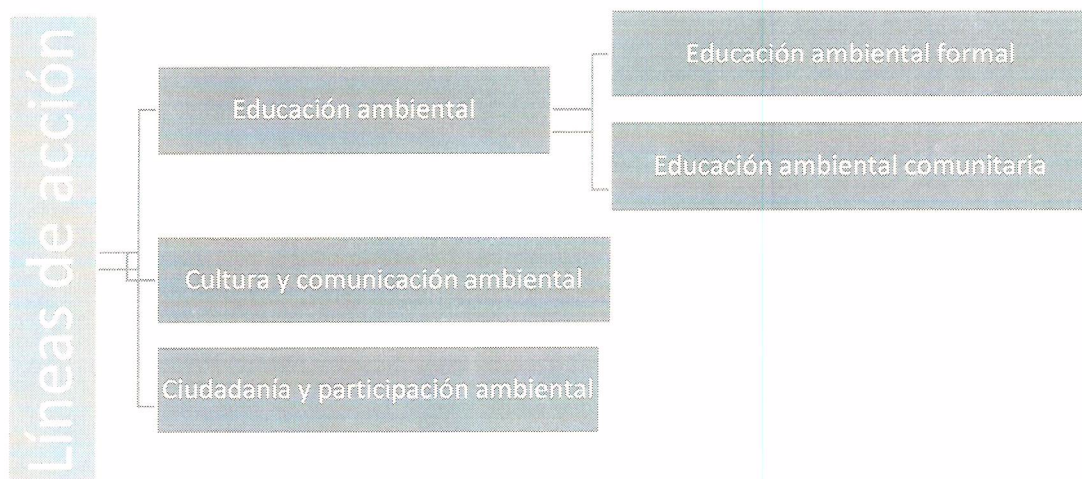 Líneas de acción
Educación ambiental
Educación ambiental formal
Educación ambiental comunitaria
Cultura y comunicación ambiental
Ciudadanía y participación ambiental